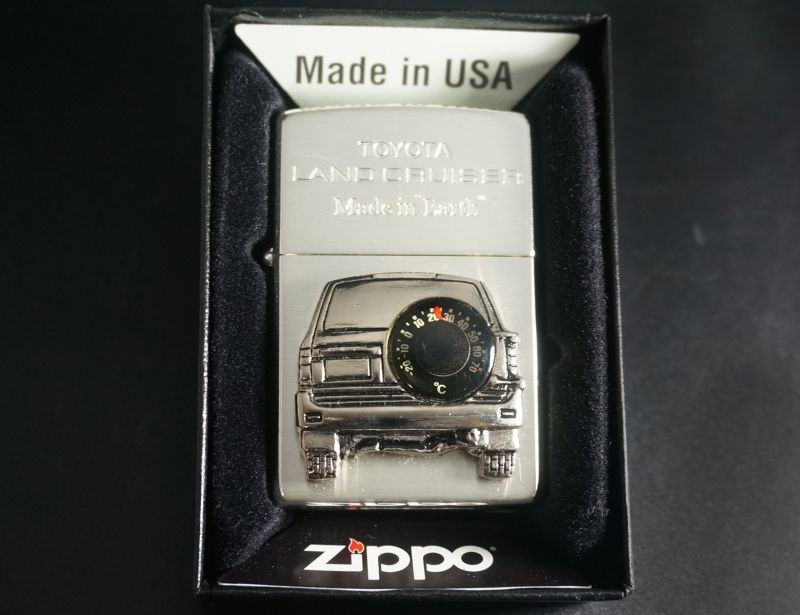 Made in USA
TOYOTA
LAND CRUISER
Made in "Earth"
-20 -10 0 10 20 30 40 50 60 70
°C
zippo